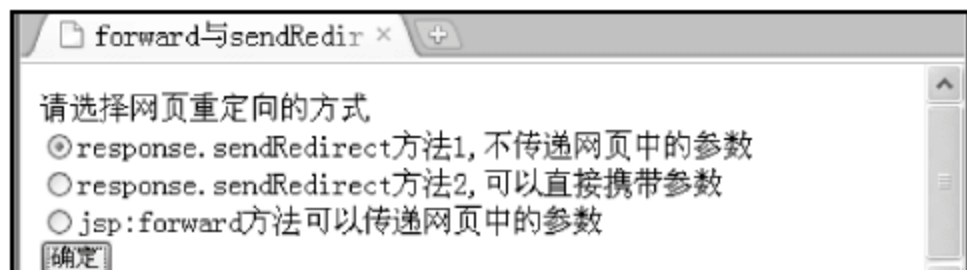 forward与sendRedir
请选择网页重定向的方式
response.sendRedirect方法1,不传递网页中的参数
response.sendRedirect方法2,可以直接携带参数
jsp:forward方法可以传递网页中的参数
确定